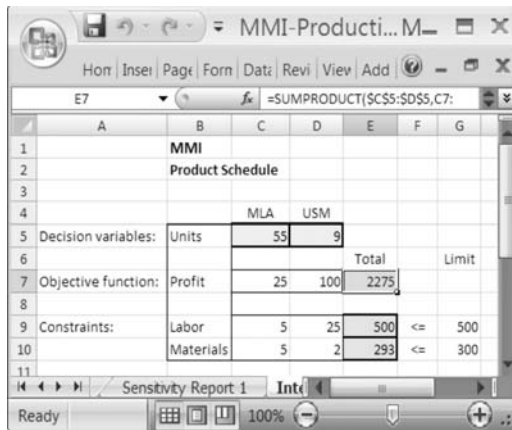 MMI-Producti... M
Hon Inser Page Forn Data Revi View Add
E7 fx =SUMPRODUCT($C$5:$D$5,C7:
A B C D E F G
1 MMI
2 Product Schedule
3
4 MLA USM
5 Decision variables: Units 55 9
6 Total Limit
7 Objective function: Profit 25 100 2275
8
9 Constraints: Labor 5 25 500 <= 500
10 Materials 5 2 293 <= 300
11
Sensitivity Report 1 Inte
Ready 100%